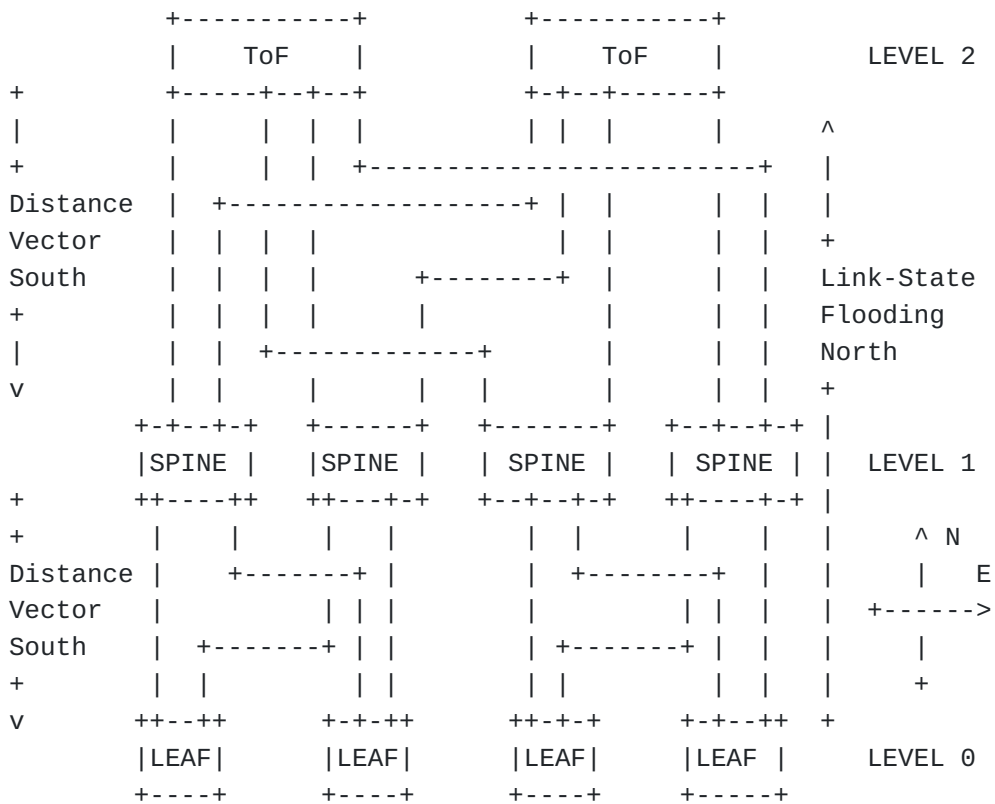 ToF ToF LEVEL 2
Distance
Vector
South Link-State
Flooding
North
SPINE SPINE SPINE SPINE LEVEL 1
N
Distance E
Vector
South
LEAF LEAF LEAF LEAF LEVEL 0